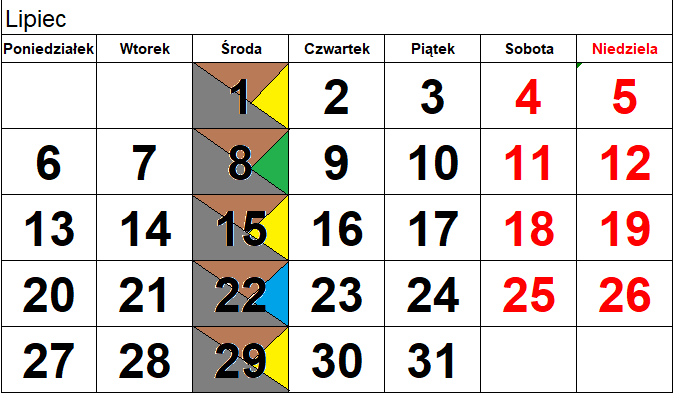 Lipiec
Poniedziałek Wtorek Środa Czwartek Piątek Sobota Niedziela
1 2 3 4 5
6 7 8 9 10 11 12
13 14 15 16 17 18 19
20 21 22 23 24 25 26
27 28 29 30 31